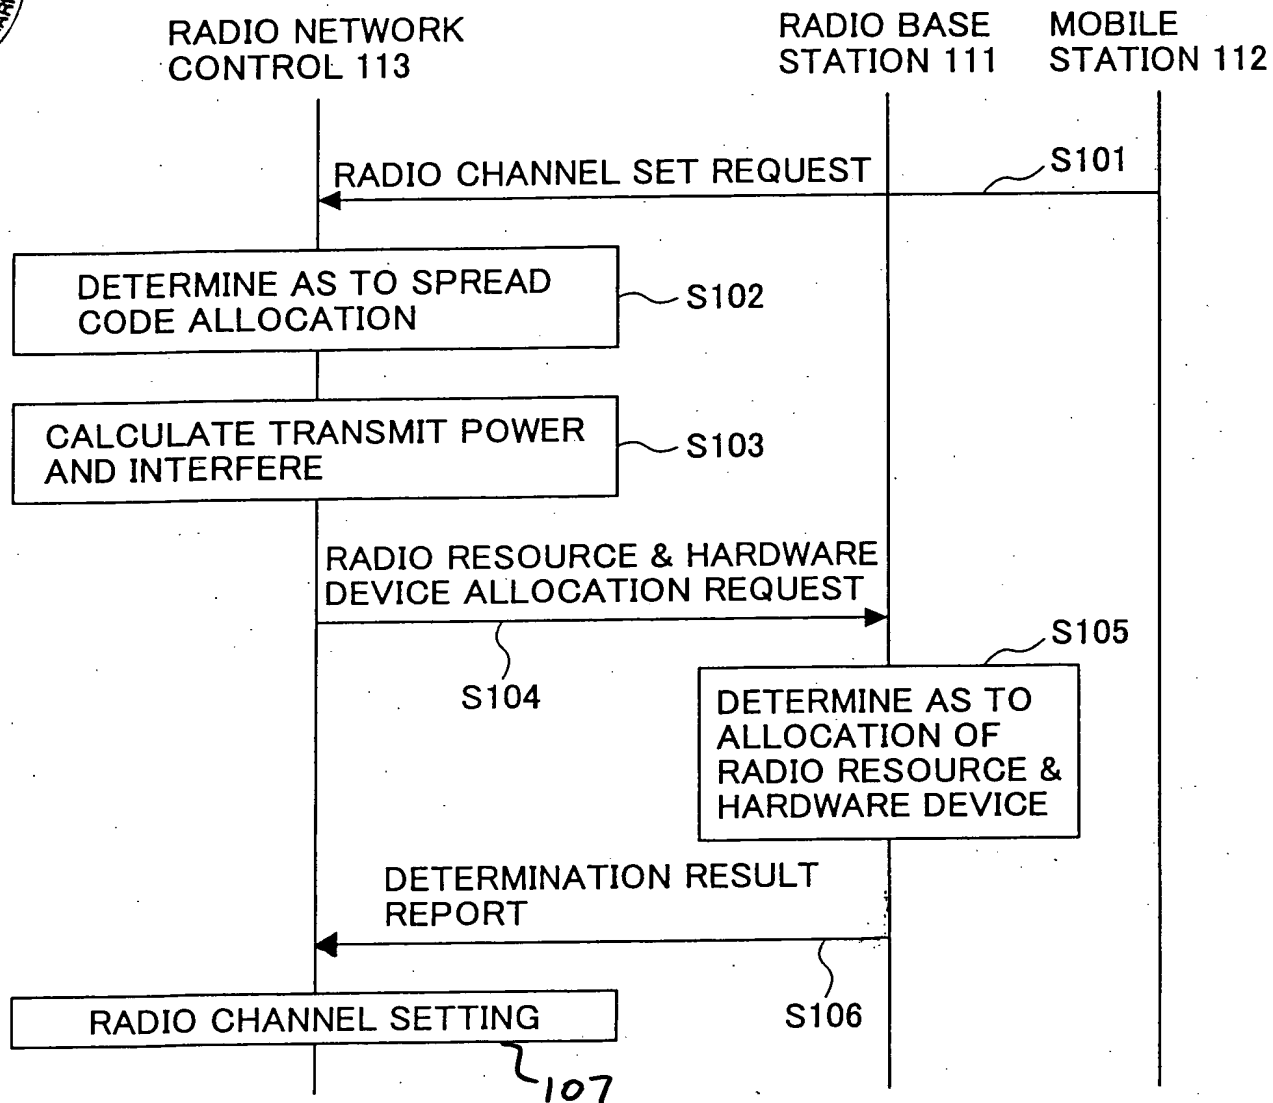 RADIO NETWORK
CONTROL 113
RADIO BASE
STATION 111
MOBILE
STATION 112
RADIO CHANNEL SET REQUEST
S101
DETERMINE AS TO SPREAD
CODE ALLOCATION
S102
CALCULATE TRANSMIT POWER
AND INTERFERE
S103
RADIO RESOURCE & HARDWARE
DEVICE ALLOCATION REQUEST
S104
S105
DETERMINE AS TO
ALLOCATION OF
RADIO RESOURCE &
HARDWARE DEVICE
DETERMINATION RESULT
REPORT
S106
RADIO CHANNEL SETTING
107